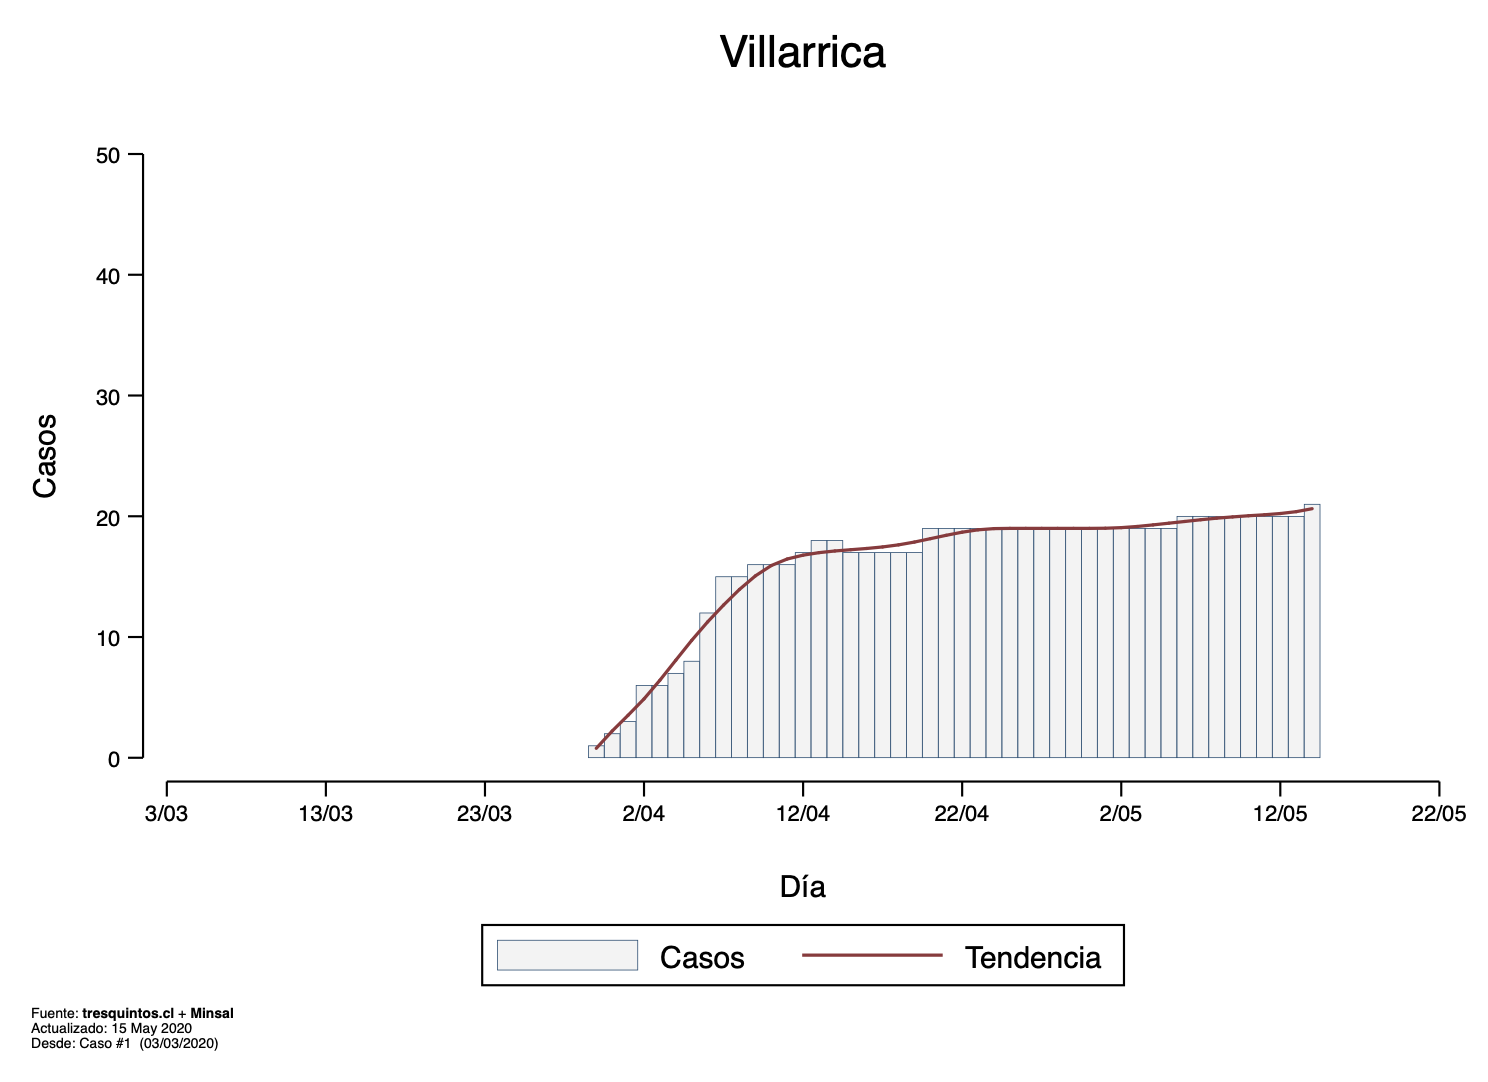 Villarrica
50
40
30
20
10
0
Casos
3/03 13/03 23/03 2/04 12/04 22/04 2/05 12/05 22/05
Día
Casos Tendencia
Fuente: tresquintos.cl + Minsal
Actualizado: 15 May 2020
Desde: Caso #1 (03/03/2020)